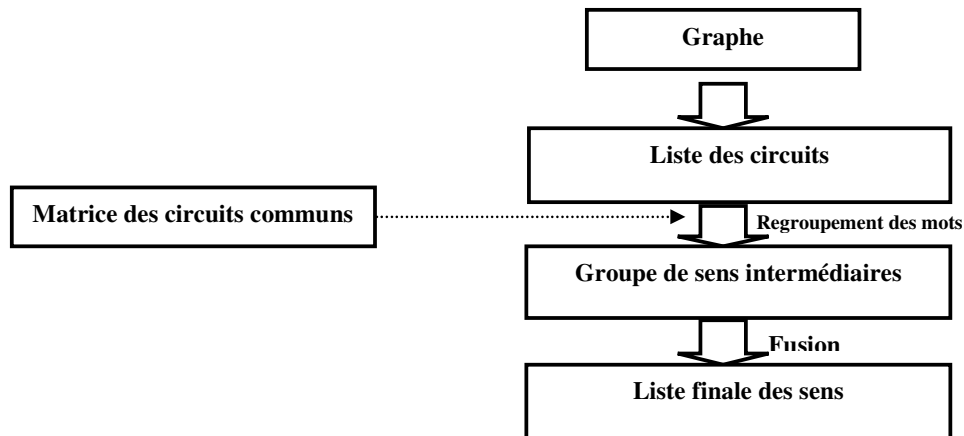 Graphe
Liste des circuits
Matrice des circuits communs
Regroupement des mots
Groupe de sens intermédiaires
Fusion
Liste finale des sens